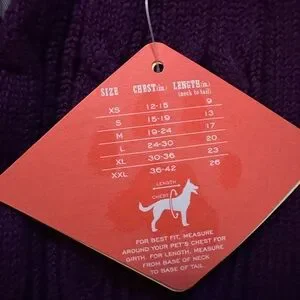 SIZE CHEST(in.) LENGTH(in.)
(neck to tail)
XS 12-15 9
S 15-19 13
M 19-24 17
L 24-30 20
XL 30-36 23
XXL 36-42 26
LENGTH
CHEST
FOR BEST FIT, MEASURE
AROUND YOUR PET'S CHEST FOR
GIRTH. FOR LENGTH, MEASURE
FROM BASE OF NECK
TO BASE OF TAIL